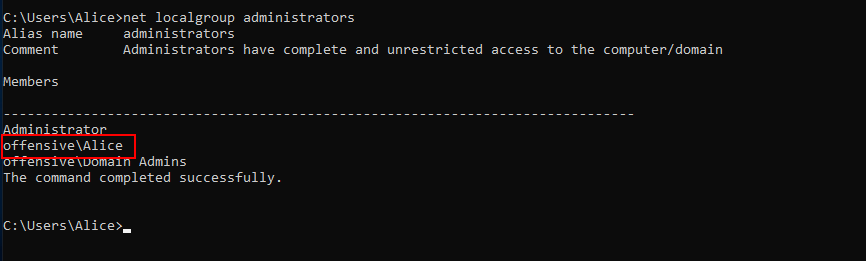 C:\Users\Alice>net localgroup administrators
Alias name     administrators
Comment        Administrators have complete and unrestricted access to the computer/domain
Members
-------------------------------------------------------------------------------
Administrator
offensive\Alice
offensive\Domain Admins
The command completed successfully.
C:\Users\Alice>